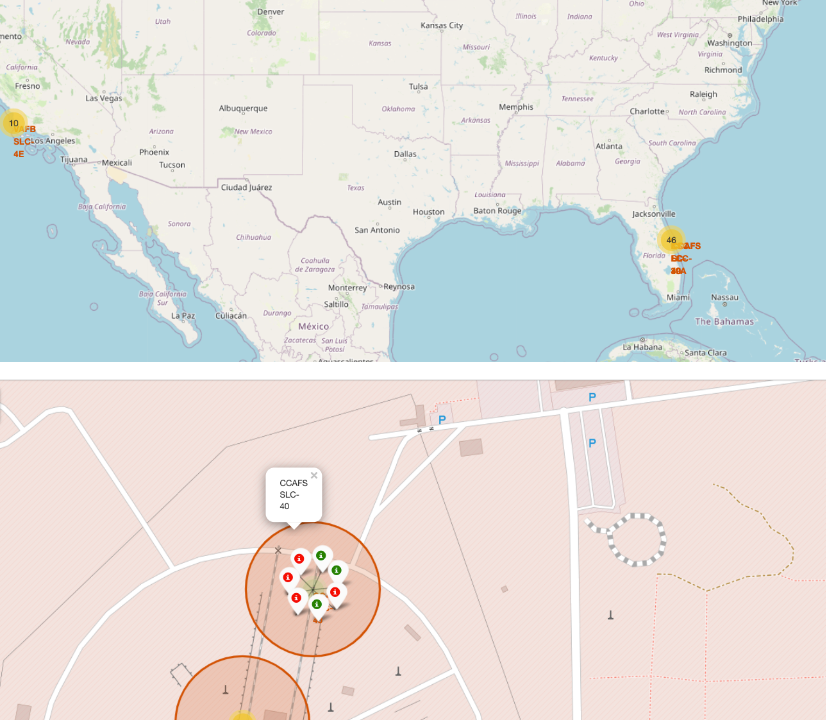 New York
Denver
Utah
Colorado
Nevada
Kansas City
Kansas
Missouri
Illinois
Indiana
Ohio
Philadelphia
West Virginia
Washington
mento
California
Fresno
Las Vegas
Kentucky
Virginia
Richmond
Tulsa
Tennessee
Raleigh
Albuquerque
Oklahoma
Memphis
Charlotte
North Carolina
10
Los Angeles
SLC-
4E
Arizona
New Mexico
Arkansas
South Carolina
Tijuana
Mexicali
Phoenix
Tucson
Dallas
Atlanta
Mississippi
Alabama
Georgia
Ciudad Juárez
Texas
Louisiana
Baja California
Austin
Houston
Baton Rouge
Jacksonville
Sonora
Chihuahua
San Antonio
46
Florida
Coahuila
de Zaragoza
Baja California
Sur
Monterrey
Reynosa
Miami
Nassau
La Paz
Culiacán
Durango
Saltillo
Tamaulipas
México
The Bahamas
Zacatecas
San Luis
Potosí
La Habana
Santa Clara
Aguascalientes
P
P
P
CCAFS
SLC-
40